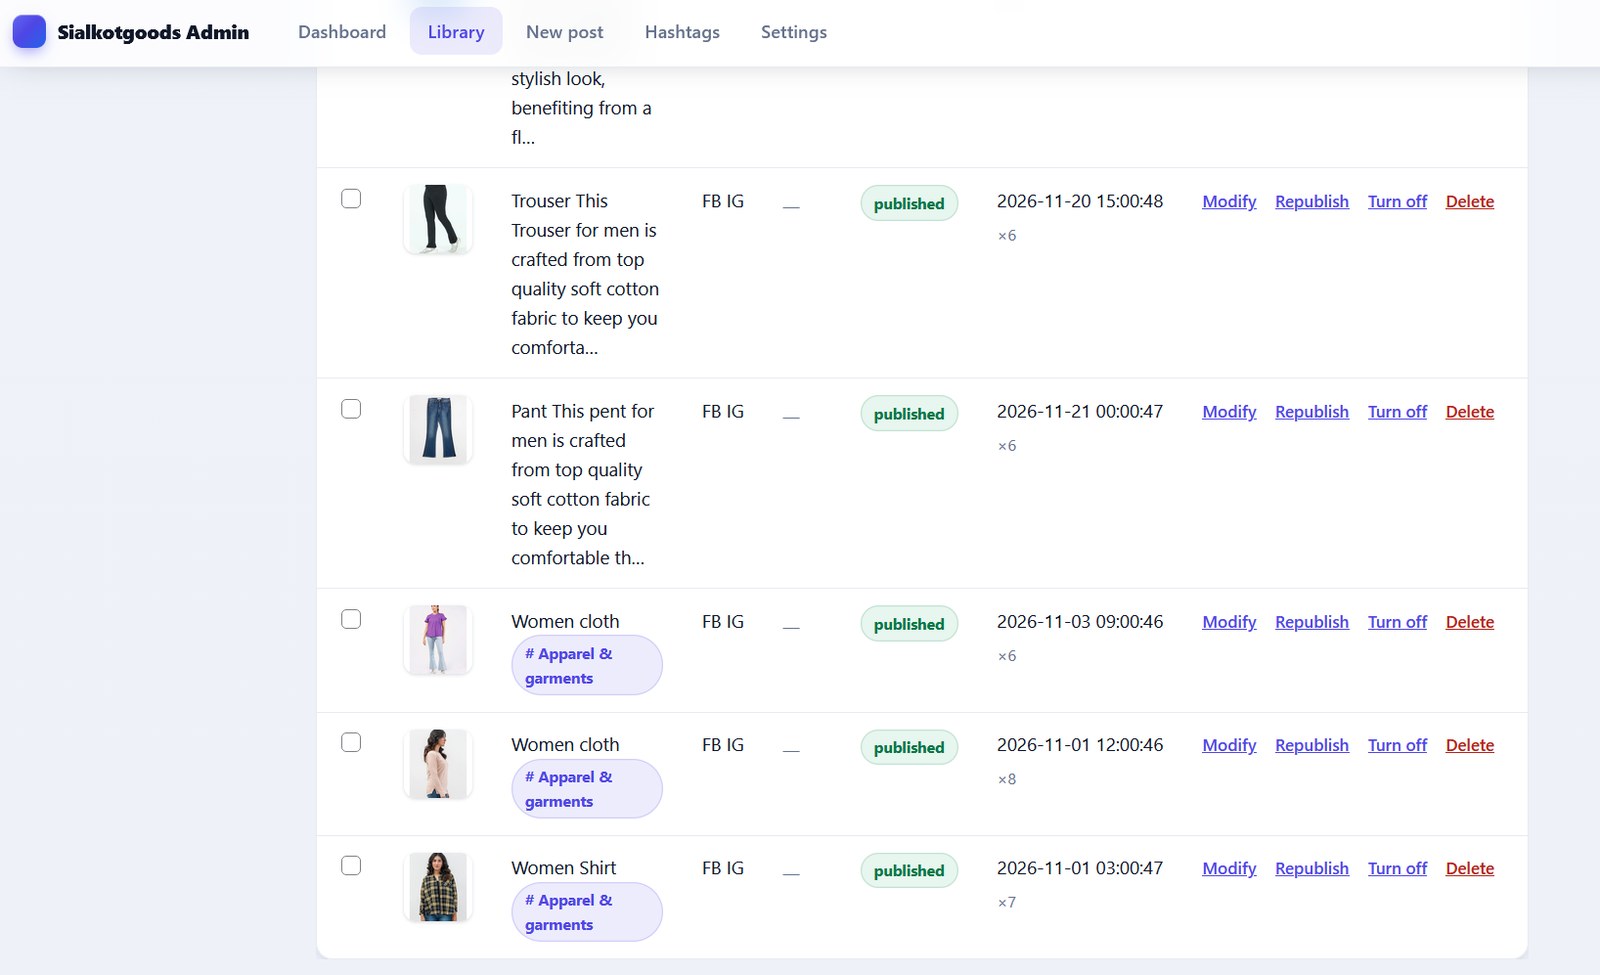 Sialkotgoods Admin Dashboard Library New post Hashtags Settings
stylish look,
benefiting from a
fl...
Trouser This FB IG — published 2026-11-20 15:00:48 Modify Republish Turn off Delete
Trouser for men is ×6
crafted from top
quality soft cotton
fabric to keep you
comforta...
Pant This pent for FB IG — published 2026-11-21 00:00:47 Modify Republish Turn off Delete
men is crafted ×6
from top quality
soft cotton fabric
to keep you
comfortable th...
Women cloth FB IG — published 2026-11-03 09:00:46 Modify Republish Turn off Delete
# Apparel & ×6
garments
Women cloth FB IG — published 2026-11-01 12:00:46 Modify Republish Turn off Delete
# Apparel & ×8
garments
Women Shirt FB IG — published 2026-11-01 03:00:47 Modify Republish Turn off Delete
# Apparel & ×7
garments